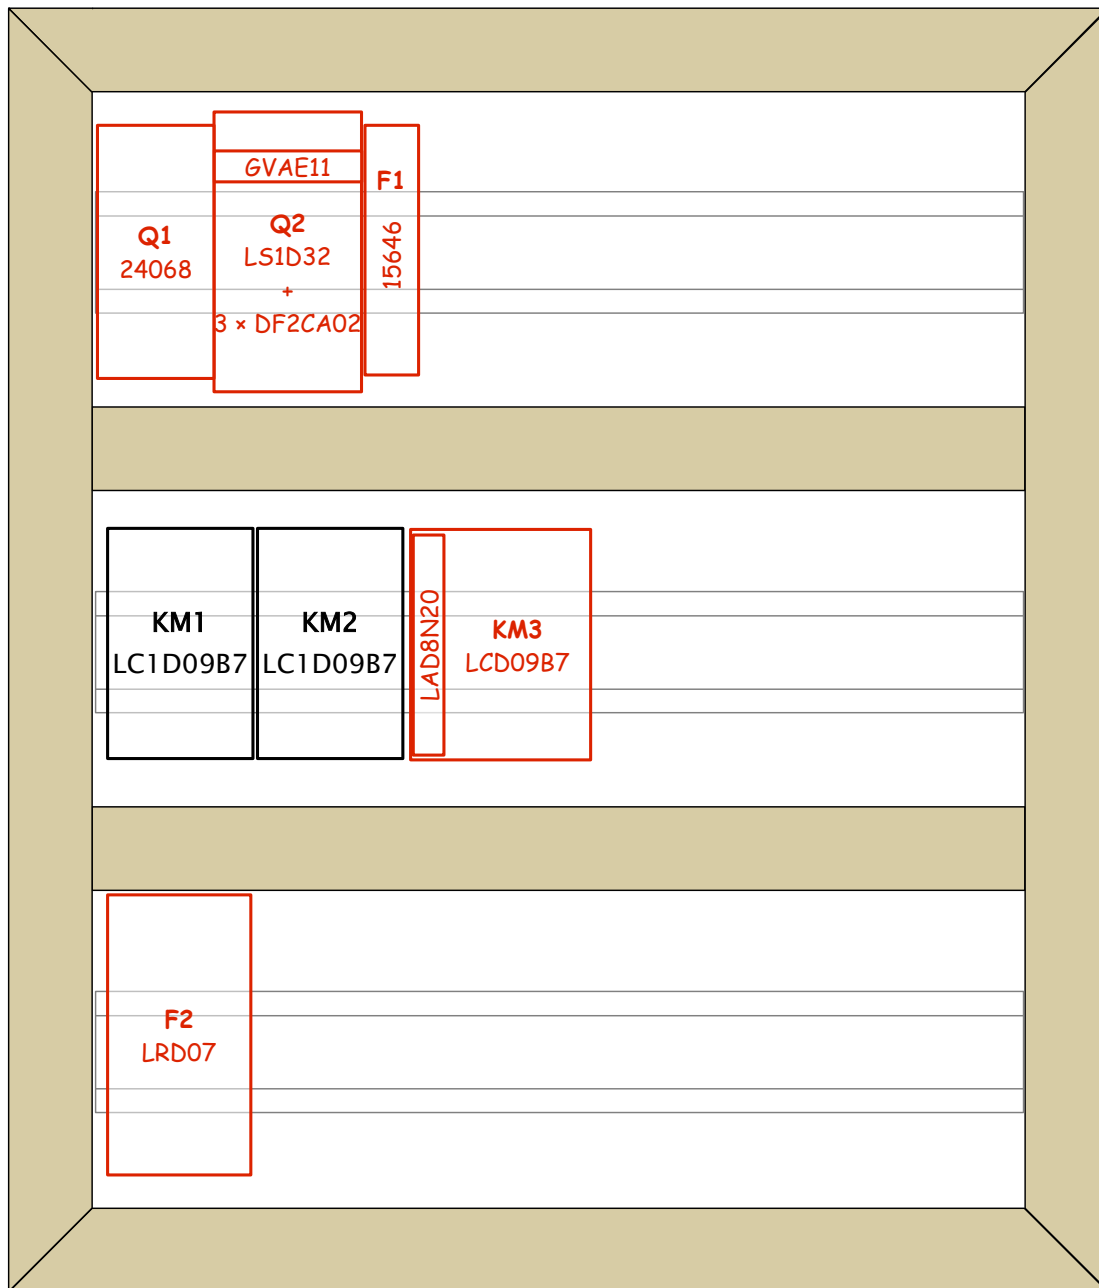 GVAE11
F1
Q1
24068
Q2
LS1D32
+
3 × DF2CA02
15646
KM1
LC1D09B7
KM2
LC1D09B7
LAD8N20
KM3
LCD09B7
F2
LRD07